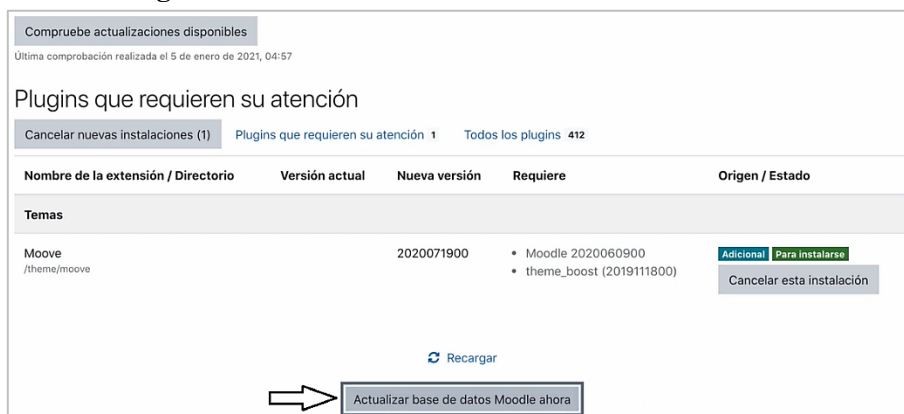 Compruebe actualizaciones disponibles
Última comprobación realizada el 5 de enero de 2021, 04:57
Plugins que requieren su atención
Cancelar nuevas instalaciones (1) Plugins que requieren su atención 1 Todos los plugins 412
Nombre de la extensión / Directorio Versión actual Nueva versión Requiere Origen / Estado
Temas
Moove 2020071900 • Moodle 2020060900 Adicional Para instalarse
/theme/moove • theme_boost (2019111800) Cancelar esta instalación
Recargar
Actualizar base de datos Moodle ahora